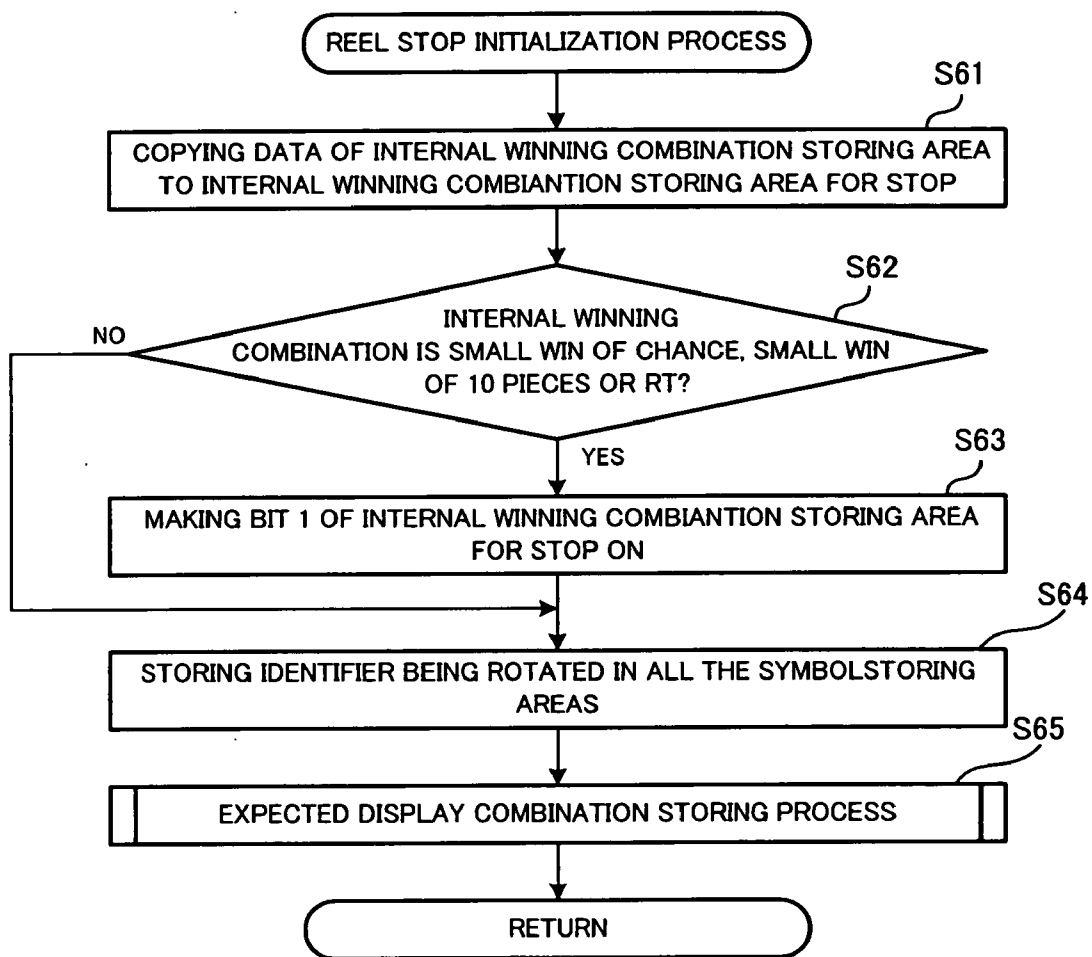 REEL STOP INITIALIZATION PROCESS
S61
COPYING DATA OF INTERNAL WINNING COMBINATION STORING AREA
TO INTERNAL WINNING COMBIANTION STORING AREA FOR STOP
S62
INTERNAL WINNING
COMBINATION IS SMALL WIN OF CHANCE, SMALL WIN
OF 10 PIECES OR RT?
NO
YES
S63
MAKING BIT 1 OF INTERNAL WINNING COMBIANTION STORING AREA
FOR STOP ON
S64
STORING IDENTIFIER BEING ROTATED IN ALL THE SYMBOLSTORING
AREAS
S65
EXPECTED DISPLAY COMBINATION STORING PROCESS
RETURN